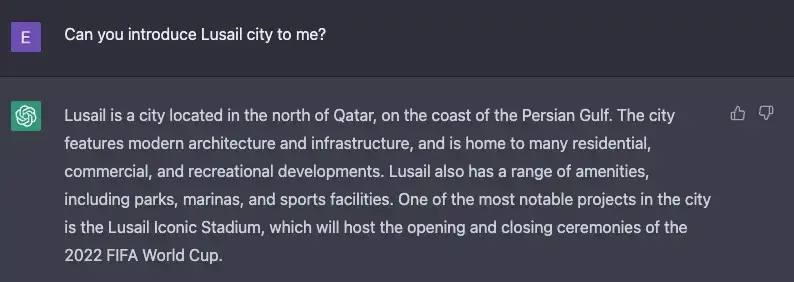 E
Can you introduce Lusail city to me?
Lusail is a city located in the north of Qatar, on the coast of the Persian Gulf. The city
features modern architecture and infrastructure, and is home to many residential,
commercial, and recreational developments. Lusail also has a range of amenities,
including parks, marinas, and sports facilities. One of the most notable projects in the city
is the Lusail Iconic Stadium, which will host the opening and closing ceremonies of the
2022 FIFA World Cup.